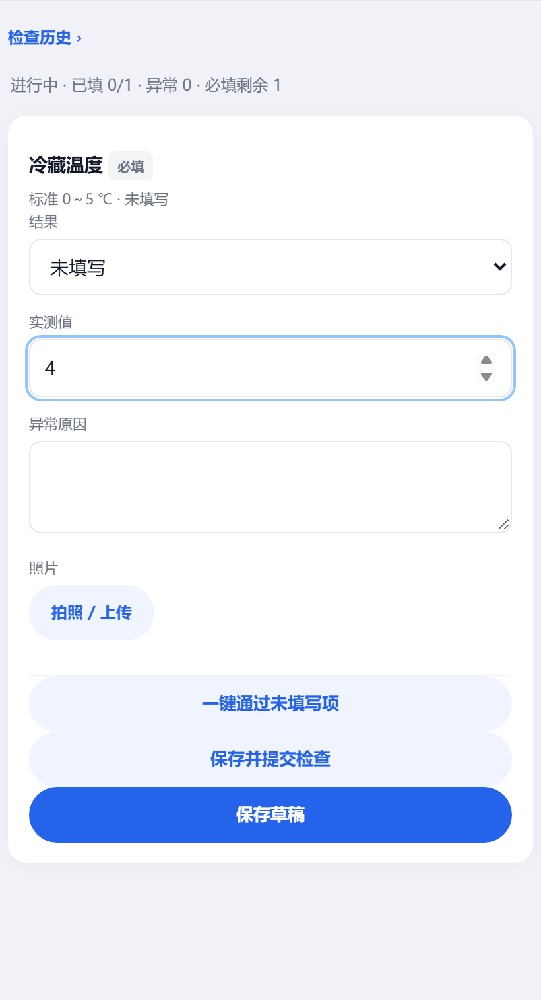 检查历史 ›
进行中 · 已填 0/1 · 异常 0 · 必填剩余 1
冷藏温度 必填
标准 0~5 ℃ · 未填写
结果
未填写
实测值
4
异常原因
照片
拍照 / 上传
一键通过未填写项
保存并提交检查
保存草稿